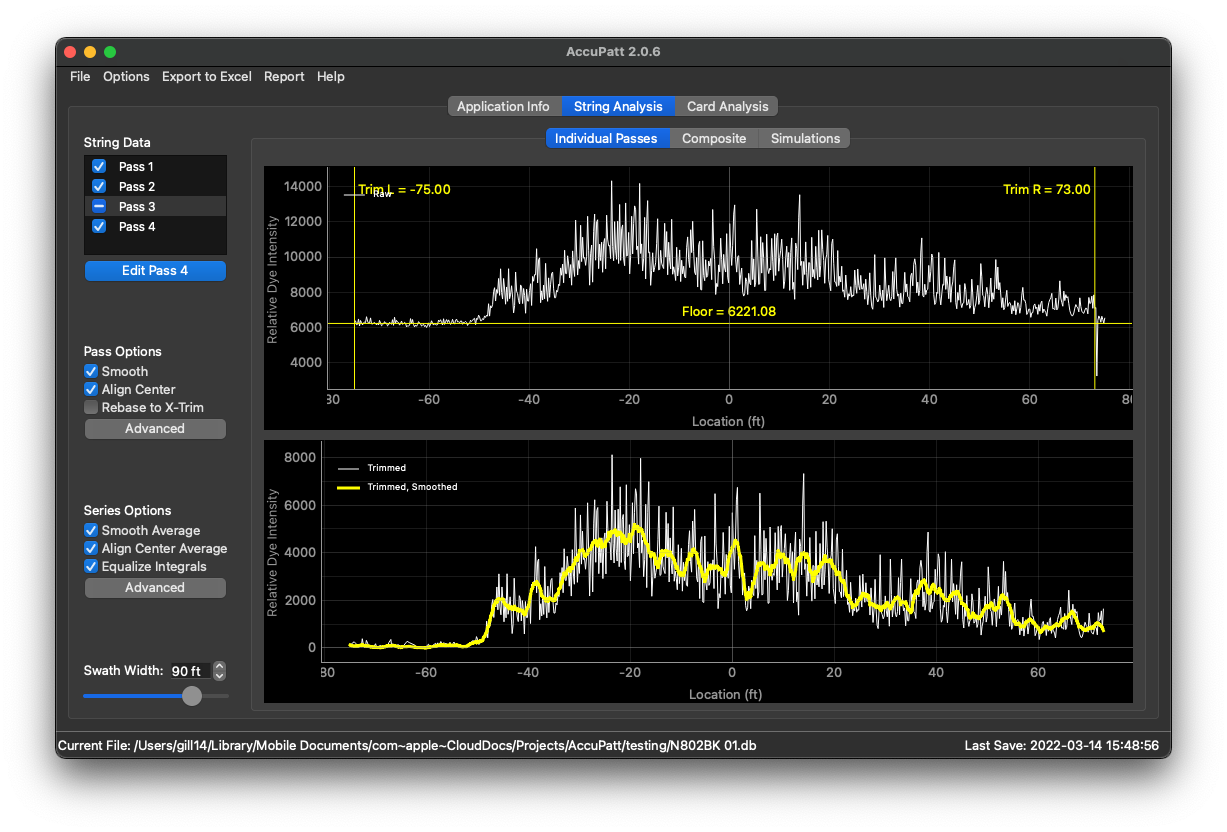 AccuPatt 2.0.6
File Options Export to Excel Report Help
Application Info String Analysis Card Analysis
Individual Passes Composite Simulations
String Data
Pass 1
Pass 2
Pass 3
Pass 4
Edit Pass 4
Pass Options
Smooth
Align Center
Rebase to X-Trim
Advanced
Series Options
Smooth Average
Align Center Average
Equalize Integrals
Advanced
Swath Width: 90 ft
Relative Dye Intensity
14000
12000
10000
8000
6000
4000
Trim L = -75.00
Raw
Trim R = 73.00
Floor = 6221.08
80 -60 -40 -20 0 20 40 60 80
Location (ft)
Relative Dye Intensity
8000
6000
4000
2000
0
Trimmed
Trimmed, Smoothed
80 -60 -40 -20 0 20 40 60
Location (ft)
Current File: /Users/gill14/Library/Mobile Documents/com~apple~CloudDocs/Projects/AccuPatt/testing/N802BK 01.db
Last Save: 2022-03-14 15:48:56